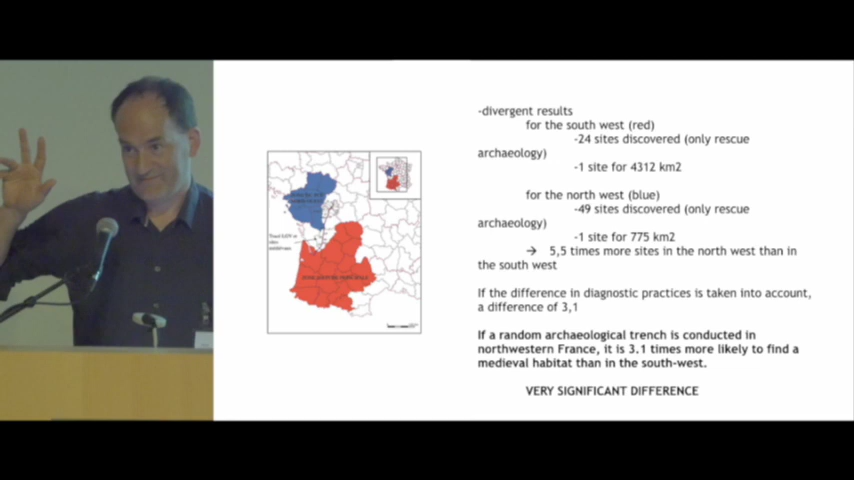 -divergent results
for the south west (red)
-24 sites discovered (only rescue
archaeology)
-1 site for 4312 km2
for the north west (blue)
-49 sites discovered (only rescue
archaeology)
-1 site for 775 km2
→ 5,5 times more sites in the north west than in
the south west
If the difference in diagnostic practices is taken into account,
a difference of 3,1
If a random archaeological trench is conducted in
northwestern France, it is 3.1 times more likely to find a
medieval habitat than in the south-west.
VERY SIGNIFICANT DIFFERENCE